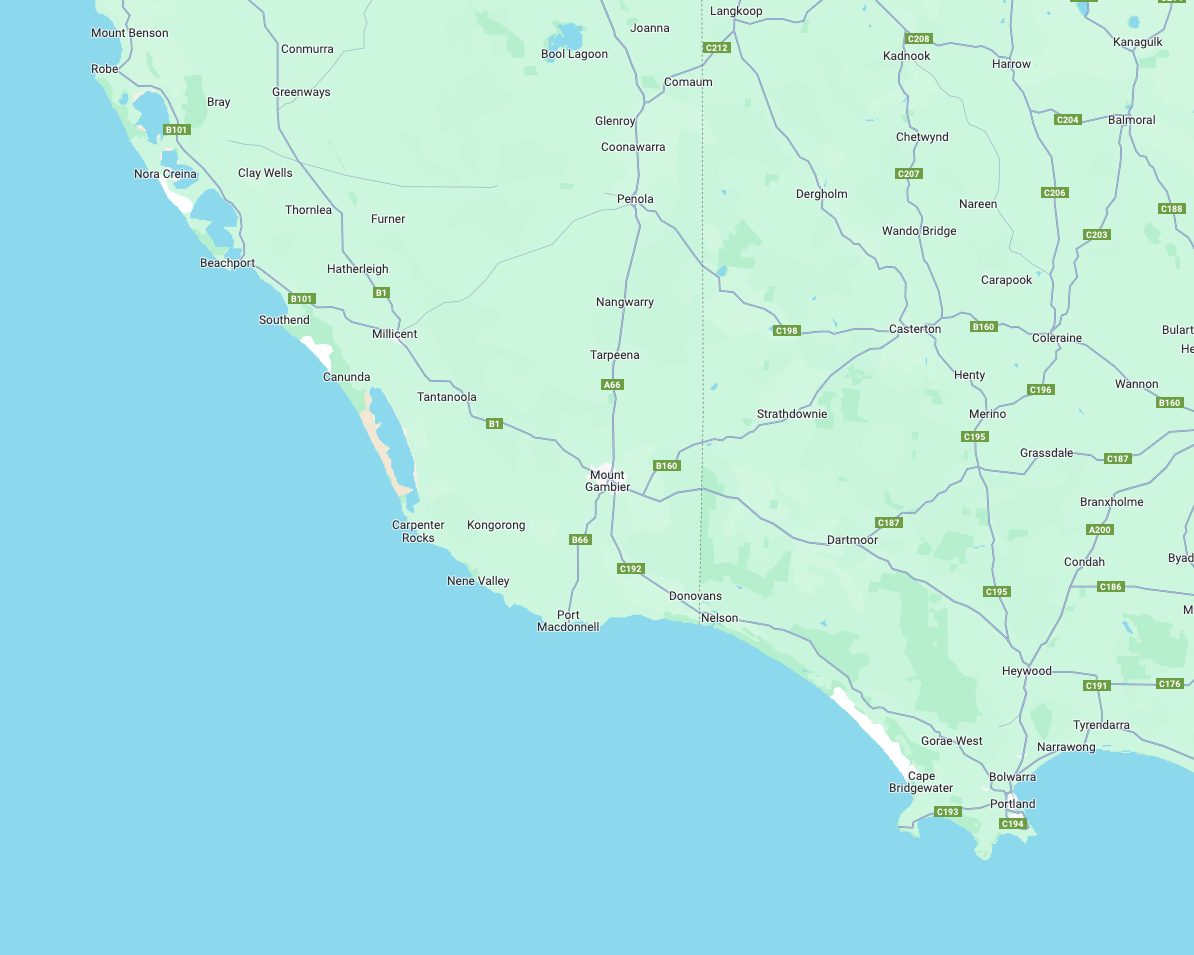 Langkoop
Mount Benson
Joanna
C208
Kanagulk
Conmurra
C212
Bool Lagoon
Kadnook
Harrow
Robe
Comaum
Greenways
Bray
Glenroy
C204
Balmoral
B101
Chetwynd
Coonawarra
Nora Creina
Clay Wells
C207
Dergholm
C206
Penola
Nareen
C188
Thornlea
Furner
Wando Bridge
C203
Beachport
Hatherleigh
Carapook
B1
B101
Nangwarry
Southend
Millicent
C198
Casterton
B160
Bulart
Coleraine
He
Tarpeena
Canunda
A66
Henty
Wannon
C196
Tantanoola
B160
Strathdownie
Merino
B1
C195
Grassdale
C187
B160
Mount
Gambier
Branxholme
Carpenter
Rocks
Kongorong
C187
A200
B66
Dartmoor
Byad
C192
Condah
Nene Valley
C186
C195
Donovans
M
Port
Macdonnell
Nelson
Heywood
C191
C176
Tyrendarra
Gorae West
Narrawong
Cape
Bridgewater
Bolwarra
Portland
C193
C194